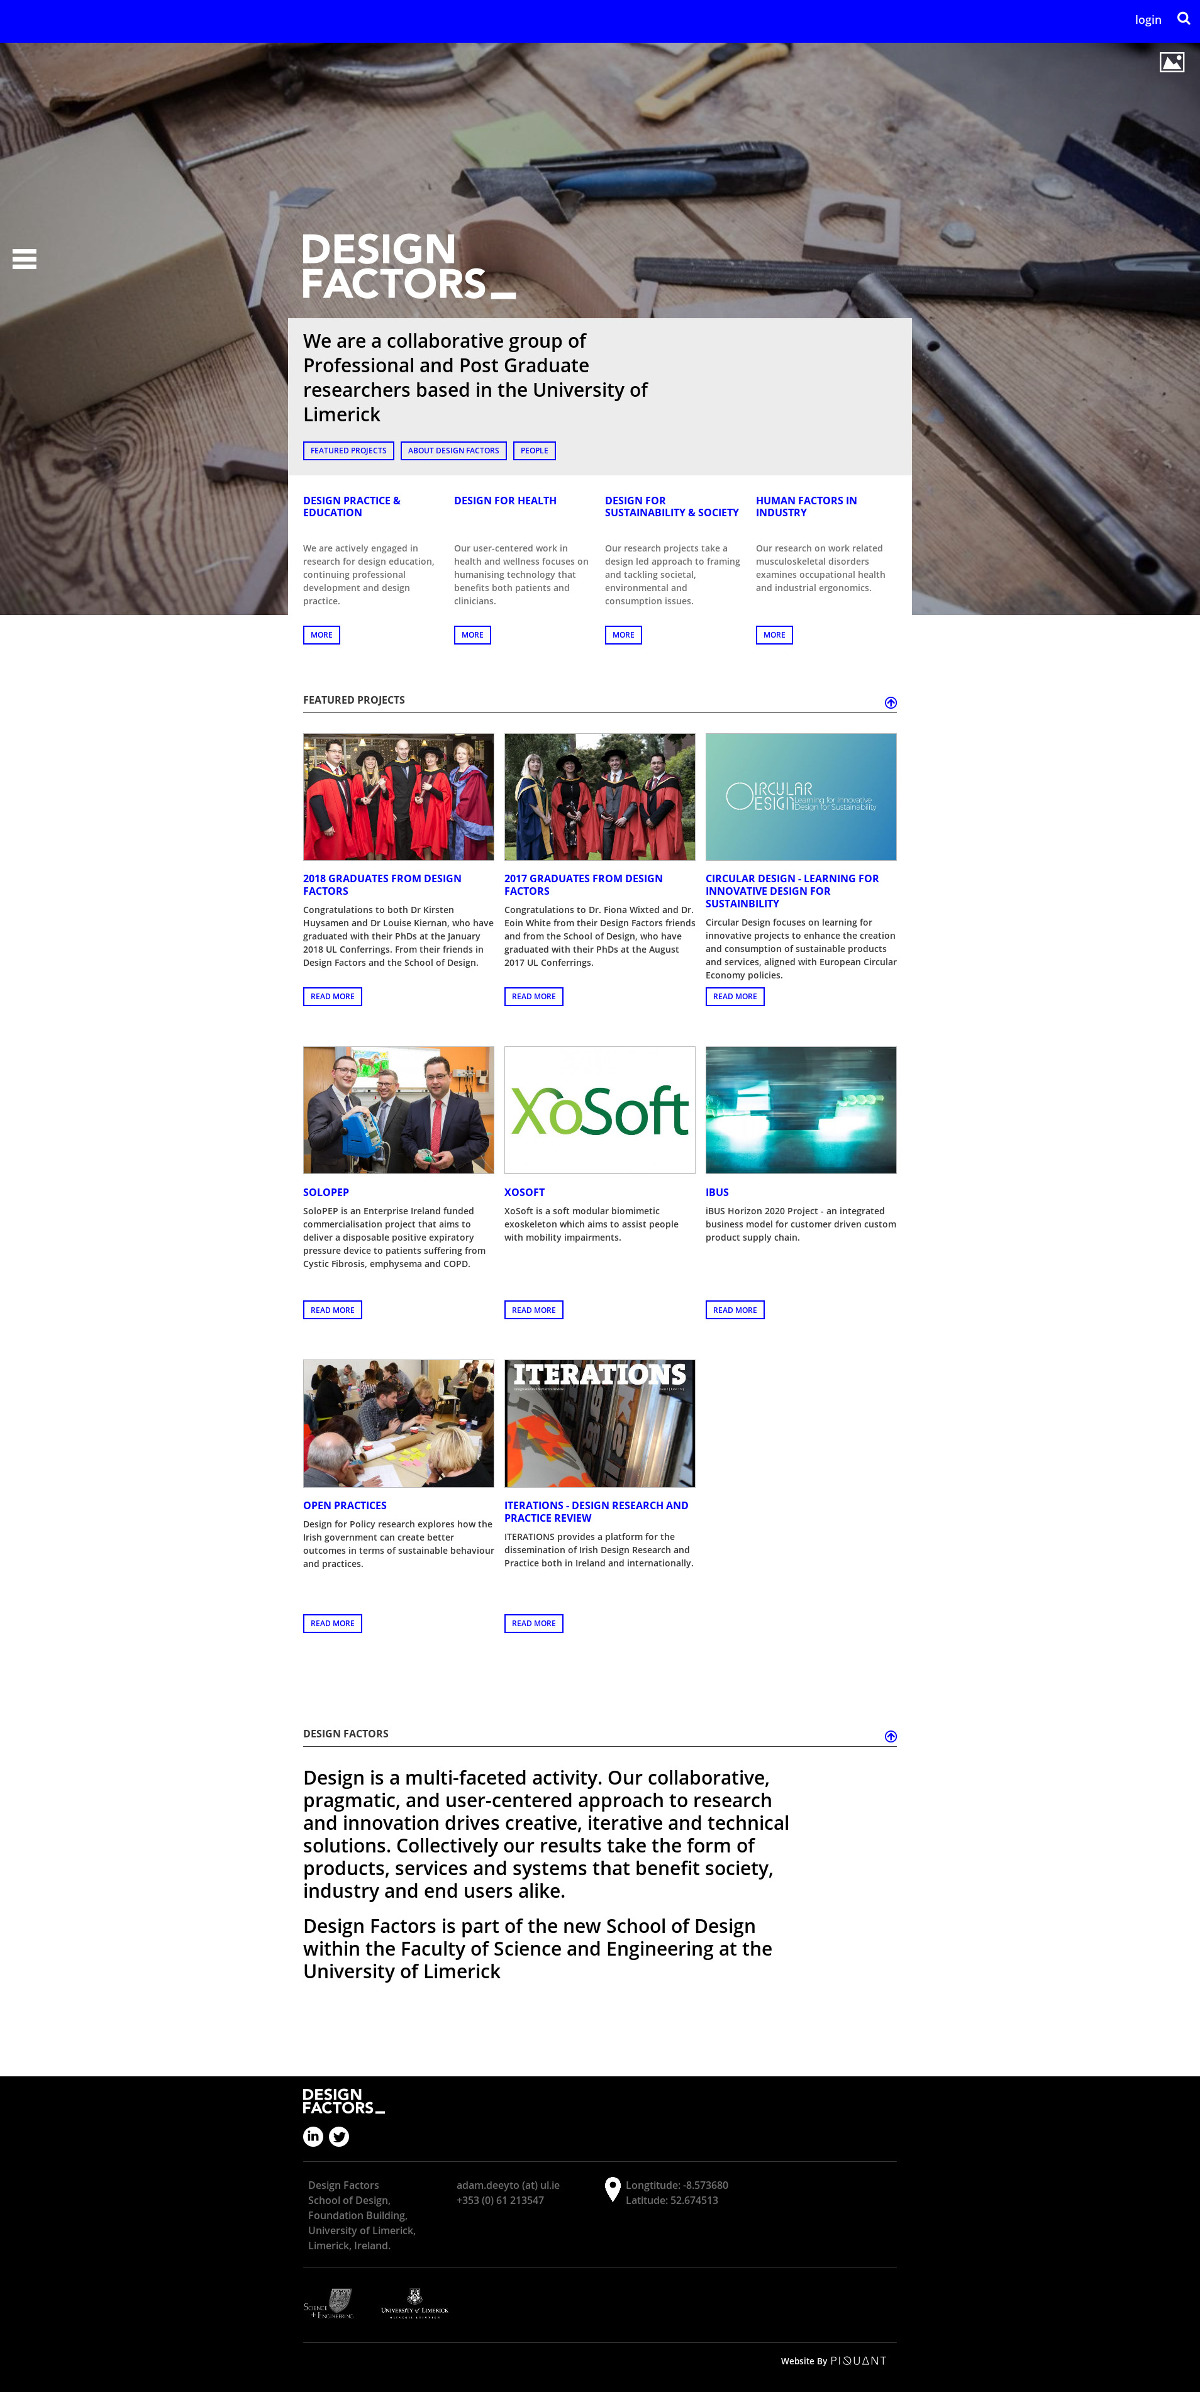 login
DESIGN
FACTORS_
We are a collaborative group of
Professional and Post Graduate
researchers based in the University of
Limerick
FEATURED PROJECTS
ABOUT DESIGN FACTORS
PEOPLE
DESIGN PRACTICE &
EDUCATION
We are actively engaged in
research for design education,
continuing professional
development and design
practice.
MORE
DESIGN FOR HEALTH
Our user-centered work in
health and wellness focuses on
humanising technology that
benefits both patients and
clinicians.
MORE
DESIGN FOR
SUSTAINABILITY & SOCIETY
Our research projects take a
design led approach to framing
and tackling societal,
environmental and
consumption issues.
MORE
HUMAN FACTORS IN
INDUSTRY
Our research on work related
musculoskeletal disorders
examines occupational health
and industrial ergonomics.
MORE
FEATURED PROJECTS
2018 GRADUATES FROM DESIGN
FACTORS
Congratulations to both Dr Kirsten
Huysamen and Dr Louise Kiernan, who have
graduated with their PhDs at the January
2018 UL Conferrings. From their friends in
Design Factors and the School of Design.
READ MORE
2017 GRADUATES FROM DESIGN
FACTORS
Congratulations to Dr. Fiona Wixted and Dr.
Eoin White from their Design Factors friends
and from the School of Design, who have
graduated with their PhDs at the August
2017 UL Conferrings.
READ MORE
CIRCULAR
DESIGN Learning for Innovative
Design for Sustainability
CIRCULAR DESIGN - LEARNING FOR
INNOVATIVE DESIGN FOR
SUSTAINBILITY
Circular Design focuses on learning for
innovative projects to enhance the creation
and consumption of sustainable products
and services, aligned with European Circular
Economy policies.
READ MORE
SOLOPEP
SoloPEP is an Enterprise Ireland funded
commercialisation project that aims to
deliver a disposable positive expiratory
pressure device to patients suffering from
Cystic Fibrosis, emphysema and COPD.
READ MORE
XoSoft
XOSOFT
XoSoft is a soft modular biomimetic
exoskeleton which aims to assist people
with mobility impairments.
READ MORE
IBUS
iBUS Horizon 2020 Project - an integrated
business model for customer driven custom
product supply chain.
READ MORE
OPEN PRACTICES
Design for Policy research explores how the
Irish government can create better
outcomes in terms of sustainable behaviour
and practices.
READ MORE
ITERATIONS
ITERATIONS - DESIGN RESEARCH AND
PRACTICE REVIEW
ITERATIONS provides a platform for the
dissemination of Irish Design Research and
Practice both in Ireland and internationally.
READ MORE
DESIGN FACTORS
Design is a multi-faceted activity. Our collaborative,
pragmatic, and user-centered approach to research
and innovation drives creative, iterative and technical
solutions. Collectively our results take the form of
products, services and systems that benefit society,
industry and end users alike.
Design Factors is part of the new School of Design
within the Faculty of Science and Engineering at the
University of Limerick
DESIGN
FACTORS_
in
Design Factors
School of Design,
Foundation Building,
University of Limerick,
Limerick, Ireland.
adam.deeyto (at) ul.ie
+353 (0) 61 213547
Longtitude: -8.573680
Latitude: 52.674513
SCIENCE
+ ENGINEERING
UNIVERSITY of LIMERICK
Website By PIQUANT